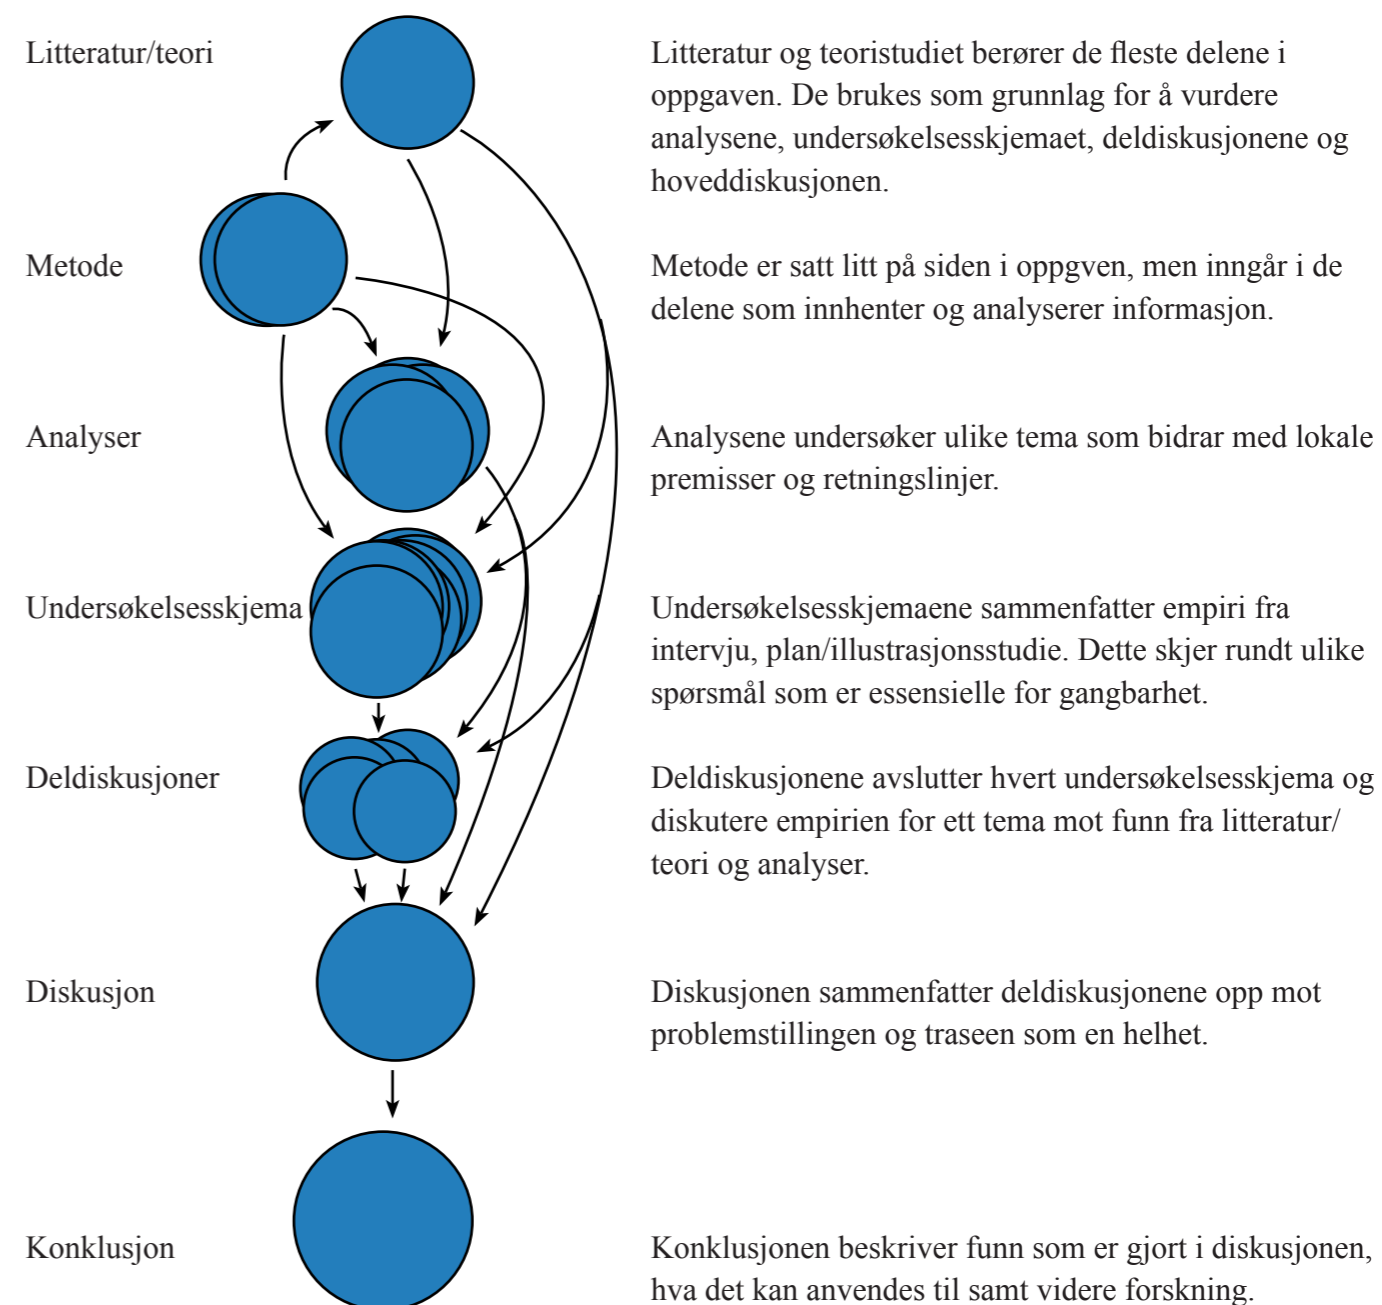 Litteratur/teori
Litteratur og teoristudiet berører de fleste delene i
oppgaven. De brukes som grunnlag for å vurdere
analysene, undersøkelsesskjemaet, deldiskusjonene og
hoveddiskusjonen.
Metode
Metode er satt litt på siden i oppgven, men inngår i de
delene som innhenter og analyserer informasjon.
Analyser
Analysene undersøker ulike tema som bidrar med lokale
premisser og retningslinjer.
Undersøkelsesskjema
Undersøkelsesskjemaene sammenfatter empiri fra
intervju, plan/illustrasjonsstudie. Dette skjer rundt ulike
spørsmål som er essensielle for gangbarhet.
Deldiskusjoner
Deldiskusjonene avslutter hvert undersøkelsesskjema og
diskutere empirien for ett tema mot funn fra litteratur/
teori og analyser.
Diskusjon
Diskusjonen sammenfatter deldiskusjonene opp mot
problemstillingen og traseen som en helhet.
Konklusjon
Konklusjonen beskriver funn som er gjort i diskusjonen,
hva det kan anvendes til samt videre forskning.